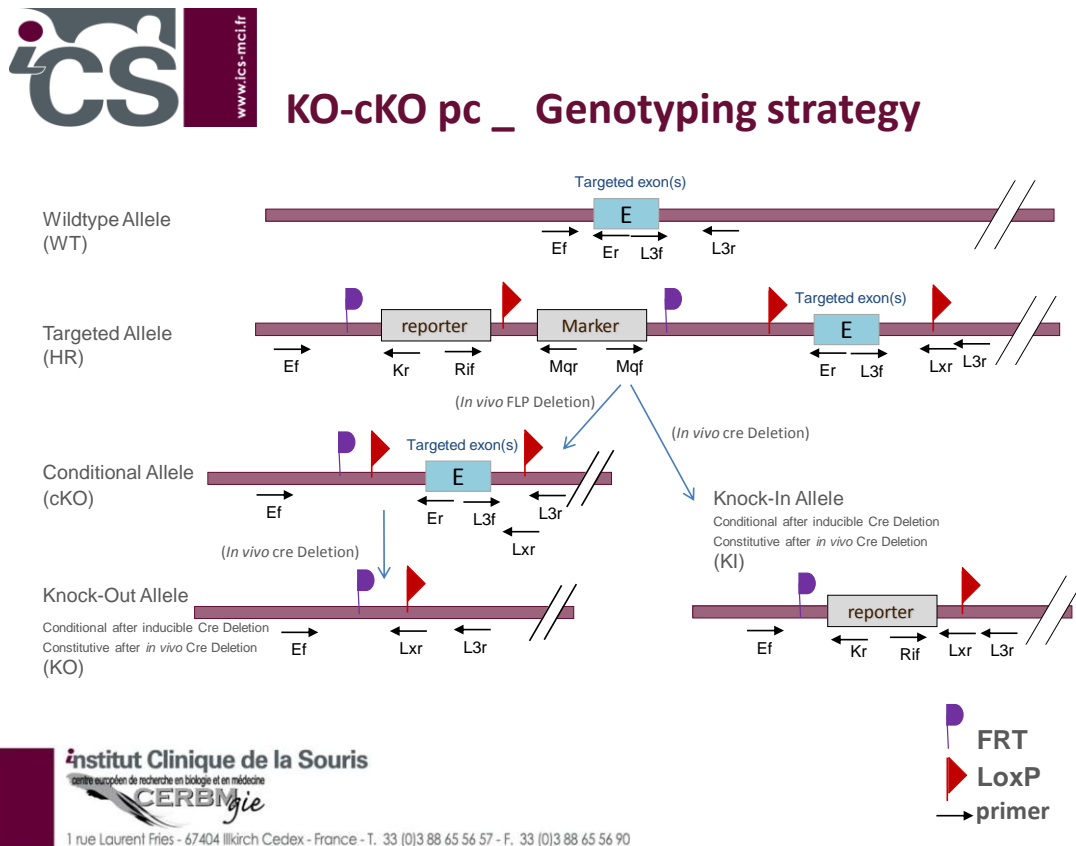 iCS
www.ics-mci.fr
KO-cKO pc _ Genotyping strategy
Targeted exon(s)
Wildtype Allele
(WT)
E
Ef
Er
L3f
L3r
Targeted exon(s)
Targeted Allele
(HR)
reporter
Marker
E
Ef
Kr
Rif
Mqr
Mqf
Er
L3f
Lxr
L3r
(In vivo FLP Deletion)
(In vivo cre Deletion)
Conditional Allele
(cKO)
Targeted exon(s)
E
Ef
Er
L3f
L3r
Lxr
(In vivo cre Deletion)
Knock-In Allele
Conditional after inducible Cre Deletion
Constitutive after in vivo Cre Deletion
(KI)
Knock-Out Allele
Conditional after inducible Cre Deletion
Constitutive after in vivo Cre Deletion
(KO)
Ef
Lxr
L3r
reporter
Ef
Kr
Rif
Lxr
L3r
FRT
LoxP
primer
institut Clinique de la Souris
centre européen de recherche en biologie et en médecine
CERBM gie
1 rue Laurent Fries - 67404 Illkirch Cedex - France - T. 33 (0)3 88 65 56 57 - F. 33 (0)3 88 65 56 90